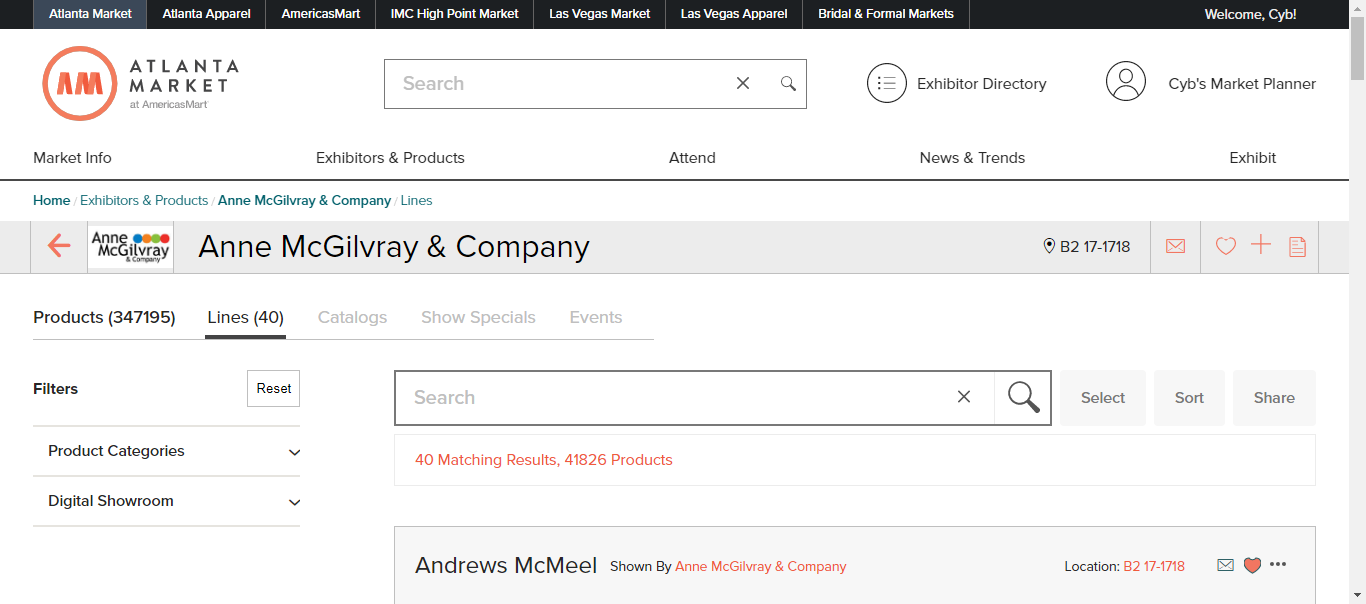 Atlanta Market Atlanta Apparel AmericasMart IMC High Point Market Las Vegas Market Las Vegas Apparel Bridal & Formal Markets Welcome, Cyb!
AM ATLANTA
MARKET
at AmericasMart
Search
Exhibitor Directory
Cyb's Market Planner
Market Info Exhibitors & Products Attend News & Trends Exhibit
Home / Exhibitors & Products / Anne McGilvray & Company / Lines
Anne
McGilvray
& Company
Anne McGilvray & Company
B2 17-1718
Products (347195) Lines (40) Catalogs Show Specials Events
Filters
Reset
Product Categories
Digital Showroom
Search
Select Sort Share
40 Matching Results, 41826 Products
Andrews McMeel Shown By Anne McGilvray & Company Location: B2 17-1718